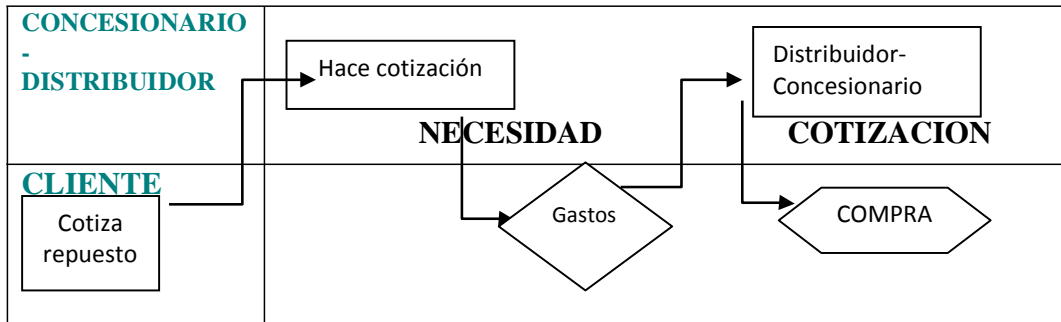 CONCESIONARIO
-
DISTRIBUIDOR
Hace cotización
Distribuidor-
Concesionario
NECESIDAD
COTIZACION
CLIENTE
Cotiza
repuesto
Gastos
COMPRA